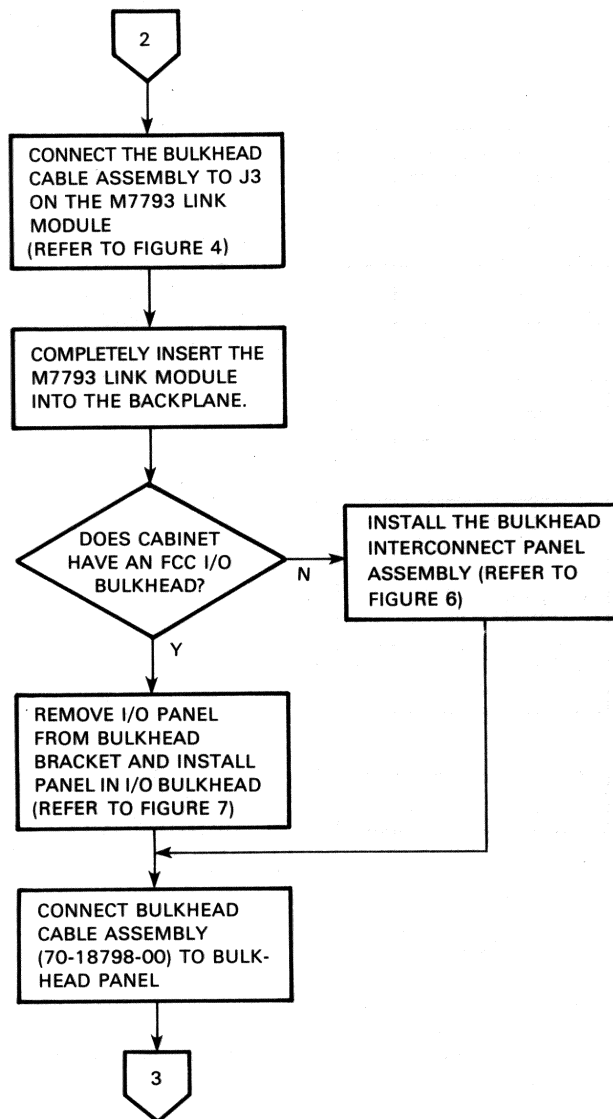 2
CONNECT THE BULKHEAD
CABLE ASSEMBLY TO J3
ON THE M7793 LINK
MODULE
(REFER TO FIGURE 4)
COMPLETELY INSERT THE
M7793 LINK MODULE
INTO THE BACKPLANE.
DOES CABINET
HAVE AN FCC I/O
BULKHEAD?
N
INSTALL THE BULKHEAD
INTERCONNECT PANEL
ASSEMBLY (REFER TO
FIGURE 6)
Y
REMOVE I/O PANEL
FROM BULKHEAD
BRACKET AND INSTALL
PANEL IN I/O BULKHEAD
(REFER TO FIGURE 7)
CONNECT BULKHEAD
CABLE ASSEMBLY
(70-18798-00) TO BULK-
HEAD PANEL
3